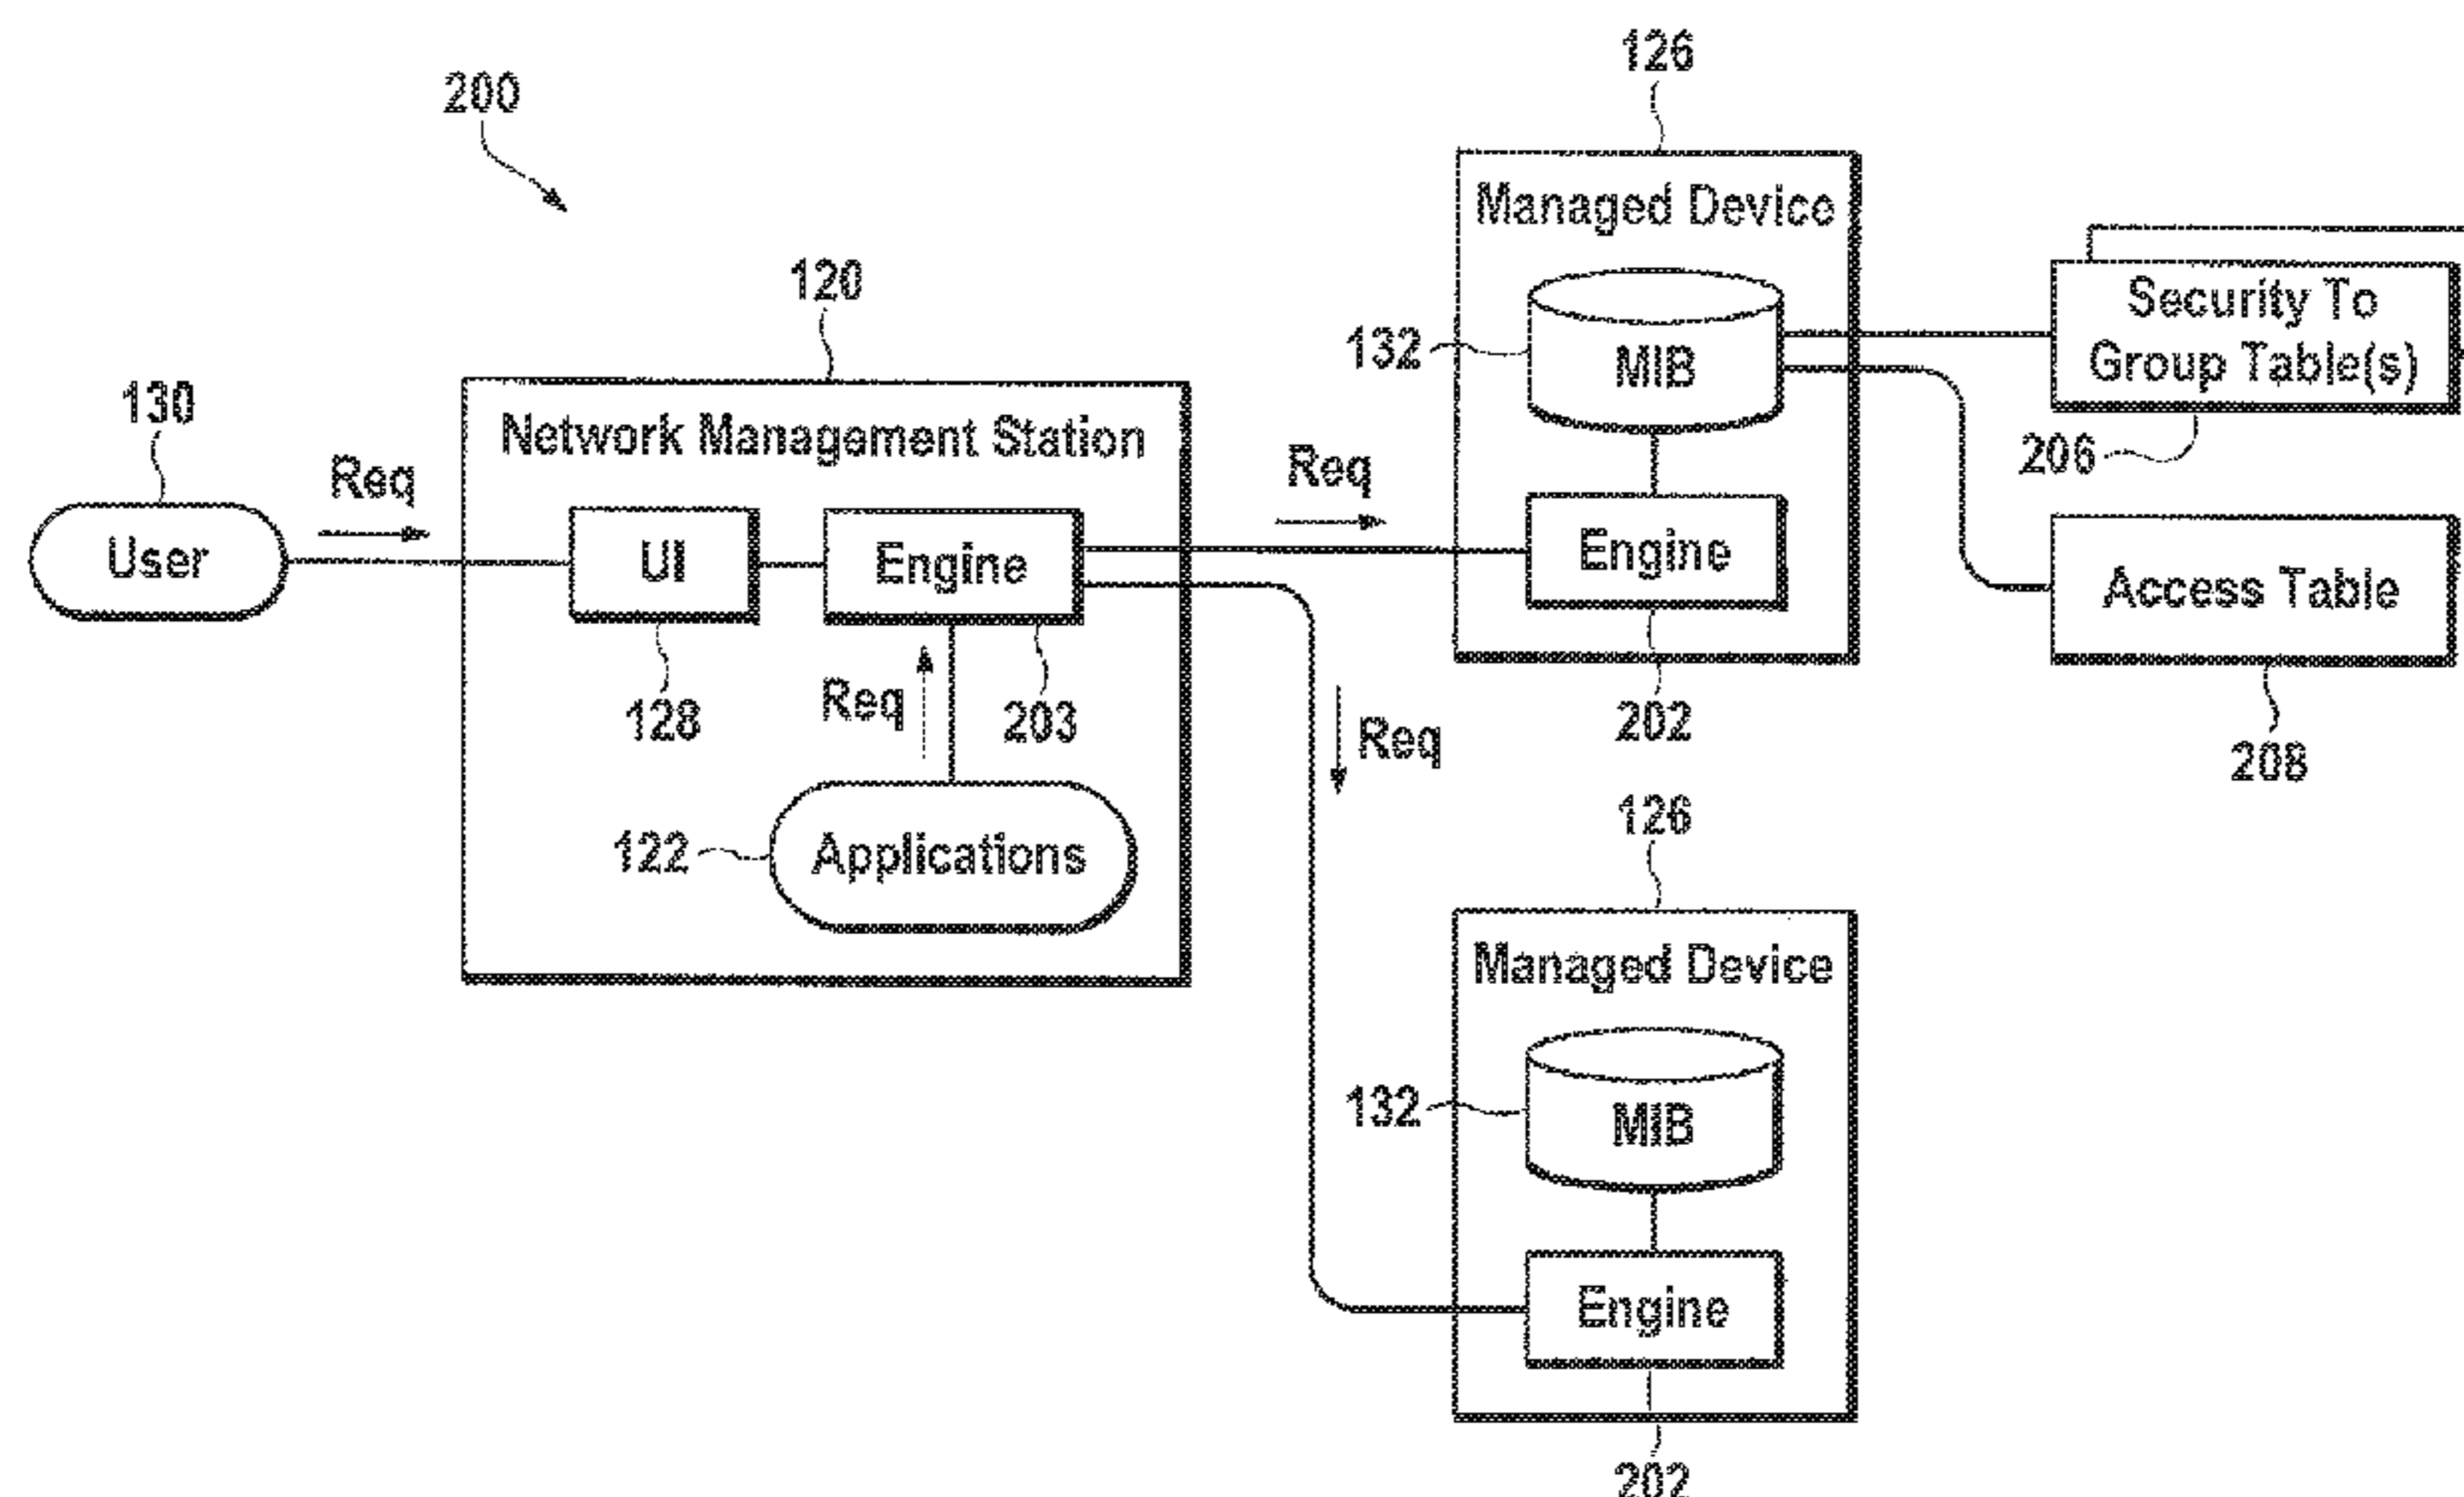 200
126
Managed Device
132
MIB
Security To
Group Table(s)
206
120
Network Management Station
130
Req
User
UI
Engine
128
203
Req
122
Applications
Req
Engine
202
Access Table
208
Req
126
Managed Device
132
MIB
Engine
202